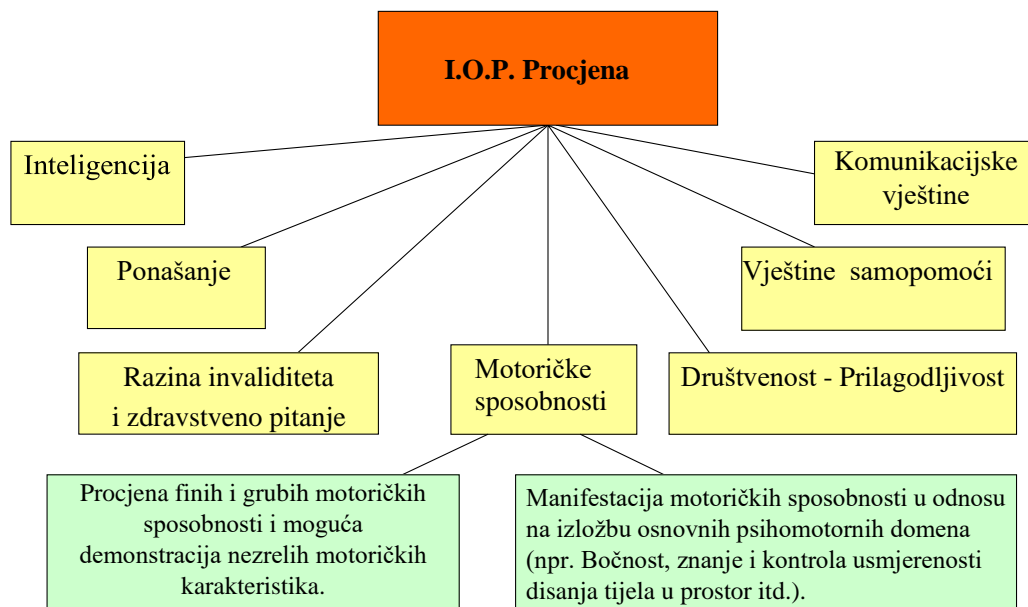 I.O.P. Procjena
Inteligencija
Komunikacijske
vještine
Ponašanje
Vještine samopomoći
Razina invaliditeta
i zdravstveno pitanje
Motoričke
sposobnosti
Društvenost - Prilagodljivost
Procjena finih i grubih motoričkih
sposobnosti i moguća
demonstracija nezrelih motoričkih
karakteristika.
Manifestacija motoričkih sposobnosti u odnosu
na izložbu osnovnih psihomotornih domena
(npr. Bočnost, znanje i kontrola usmjerenosti
disanja tijela u prostor itd.).